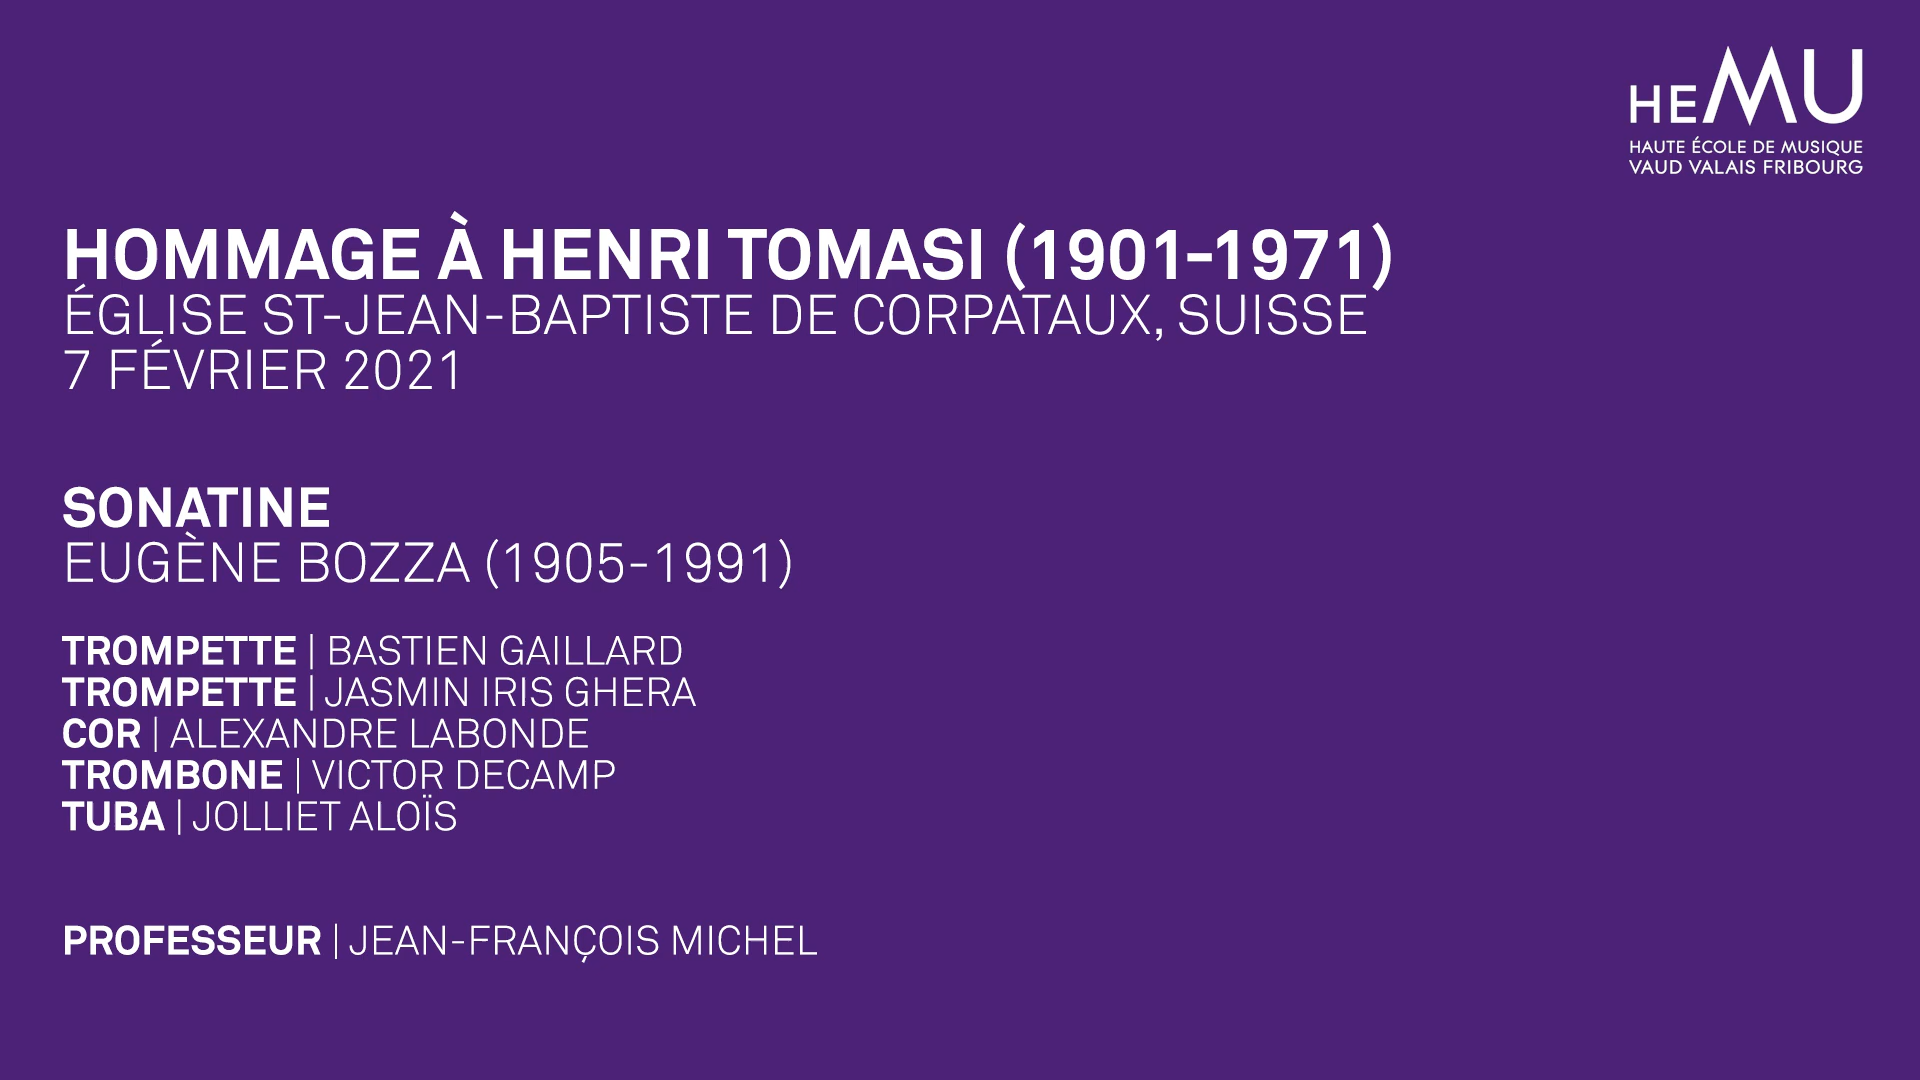 HEMU
HAUTE ÉCOLE DE MUSIQUE
VAUD VALAIS FRIBOURG
HOMMAGE À HENRI TOMASI (1901-1971)
ÉGLISE ST-JEAN-BAPTISTE DE CORPATAUX, SUISSE
7 FÉVRIER 2021
SONATINE
EUGÈNE BOZZA (1905-1991)
TROMPETTE | BASTIEN GAILLARD
TROMPETTE | JASMIN IRIS GHERA
COR | ALEXANDRE LABONDE
TROMBONE | VICTOR DECAMP
TUBA | JOLLIET ALOÏS
PROFESSEUR | JEAN-FRANÇOIS MICHEL